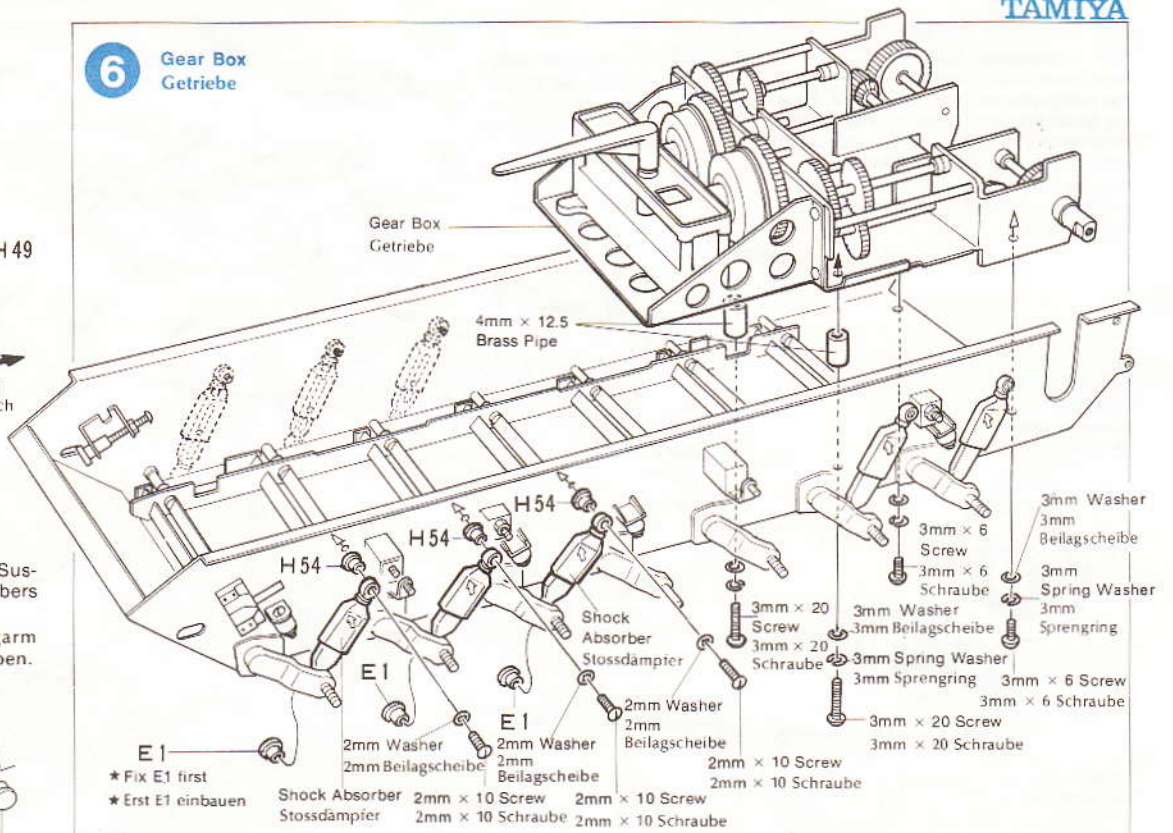 TAMIYA
6
Gear Box
Getriebe
H 49
ch
Sus-
bers
garm
ben.
Gear Box
Getriebe
4mm × 12.5
Brass Pipe
H 54
H 54
H 54
E1
★ Fix E1 first
★ Erst E1 einbauen
E1
E1
2mm Washer
2mm Beilagscheibe
Shock Absorber
Stossdämpfer
2mm × 10 Screw
2mm × 10 Schraube
2mm Washer
2mm
Beilagscheibe
2mm × 10 Screw
2mm × 10 Schraube
Shock
Absorber
Stossdämpfer
2mm Washer
2mm
Beilagscheibe
2mm × 10 Screw
2mm × 10 Schraube
3mm × 20
Screw
3mm × 20
Schraube
3mm Washer
3mm Beilagscheibe
3mm Spring Washer
3mm Sprengring
3mm × 20 Screw
3mm × 20 Schraube
3mm × 6
Screw
3mm × 6
Schraube
3mm Washer
3mm
Beilagscheibe
3mm
Spring Washer
3mm
Sprengring
3mm × 6 Screw
3mm × 6 Schraube